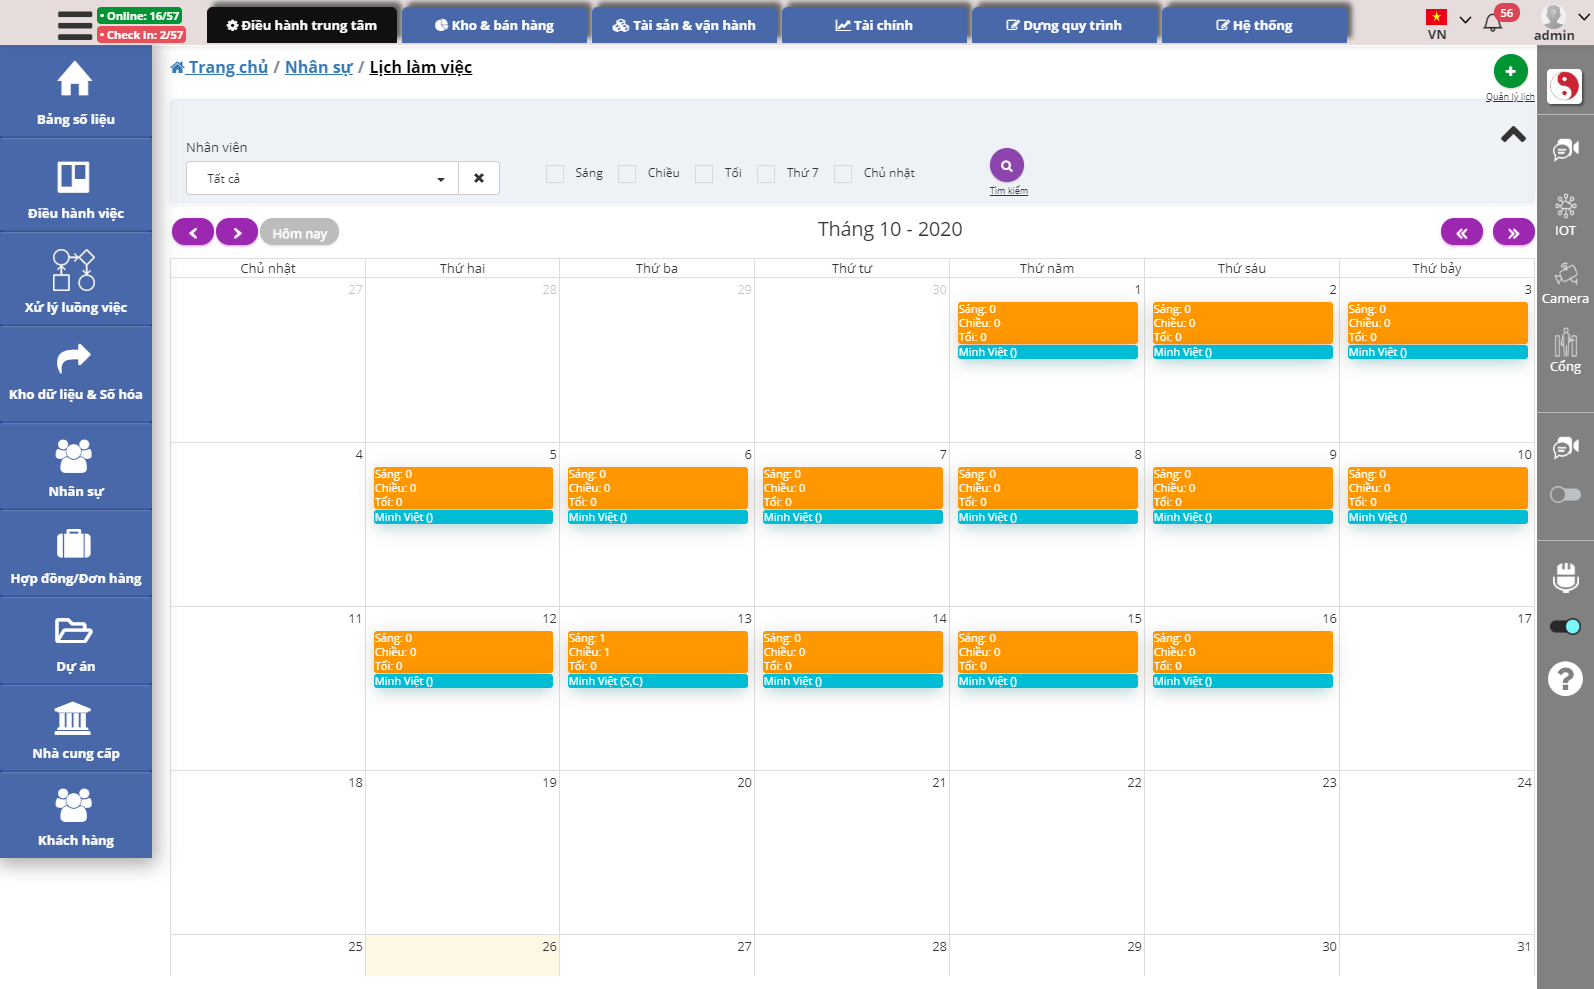 • Online: 16/57
• Check In: 2/57
Điều hành trung tâm
Kho & bán hàng
Tài sản & vận hành
Tài chính
Dựng quy trình
Hệ thống
VN
56
admin
Bảng số liệu
Điều hành việc
Xử lý luồng việc
Kho dữ liệu & Số hóa
Nhân sự
Hợp đồng/Đơn hàng
Dự án
Nhà cung cấp
Khách hàng
Trang chủ / Nhân sự / Lịch làm việc
Quản lý lịch
Nhân viên
Tất cả
Sáng Chiều Tối Thứ 7 Chủ nhật
Tìm kiếm
Hôm nay
Tháng 10 - 2020
Chủ nhật Thứ hai Thứ ba Thứ tư Thứ năm Thứ sáu Thứ bảy
27 28 29 30 1 2 3
Sáng: 0 Sáng: 0 Sáng: 0
Chiều: 0 Chiều: 0 Chiều: 0
Tối: 0 Tối: 0 Tối: 0
Minh Việt () Minh Việt () Minh Việt ()
4 5 6 7 8 9 10
Sáng: 0 Sáng: 0 Sáng: 0 Sáng: 0 Sáng: 0 Sáng: 0
Chiều: 0 Chiều: 0 Chiều: 0 Chiều: 0 Chiều: 0 Chiều: 0
Tối: 0 Tối: 0 Tối: 0 Tối: 0 Tối: 0 Tối: 0
Minh Việt () Minh Việt () Minh Việt () Minh Việt () Minh Việt () Minh Việt ()
11 12 13 14 15 16 17
Sáng: 0 Sáng: 1 Sáng: 0 Sáng: 0 Sáng: 0
Chiều: 0 Chiều: 1 Chiều: 0 Chiều: 0 Chiều: 0
Tối: 0 Tối: 0 Tối: 0 Tối: 0 Tối: 0
Minh Việt () Minh Việt (S,C) Minh Việt () Minh Việt () Minh Việt ()
18 19 20 21 22 23 24
25 26 27 28 29 30 31
IOT
Camera
Cổng